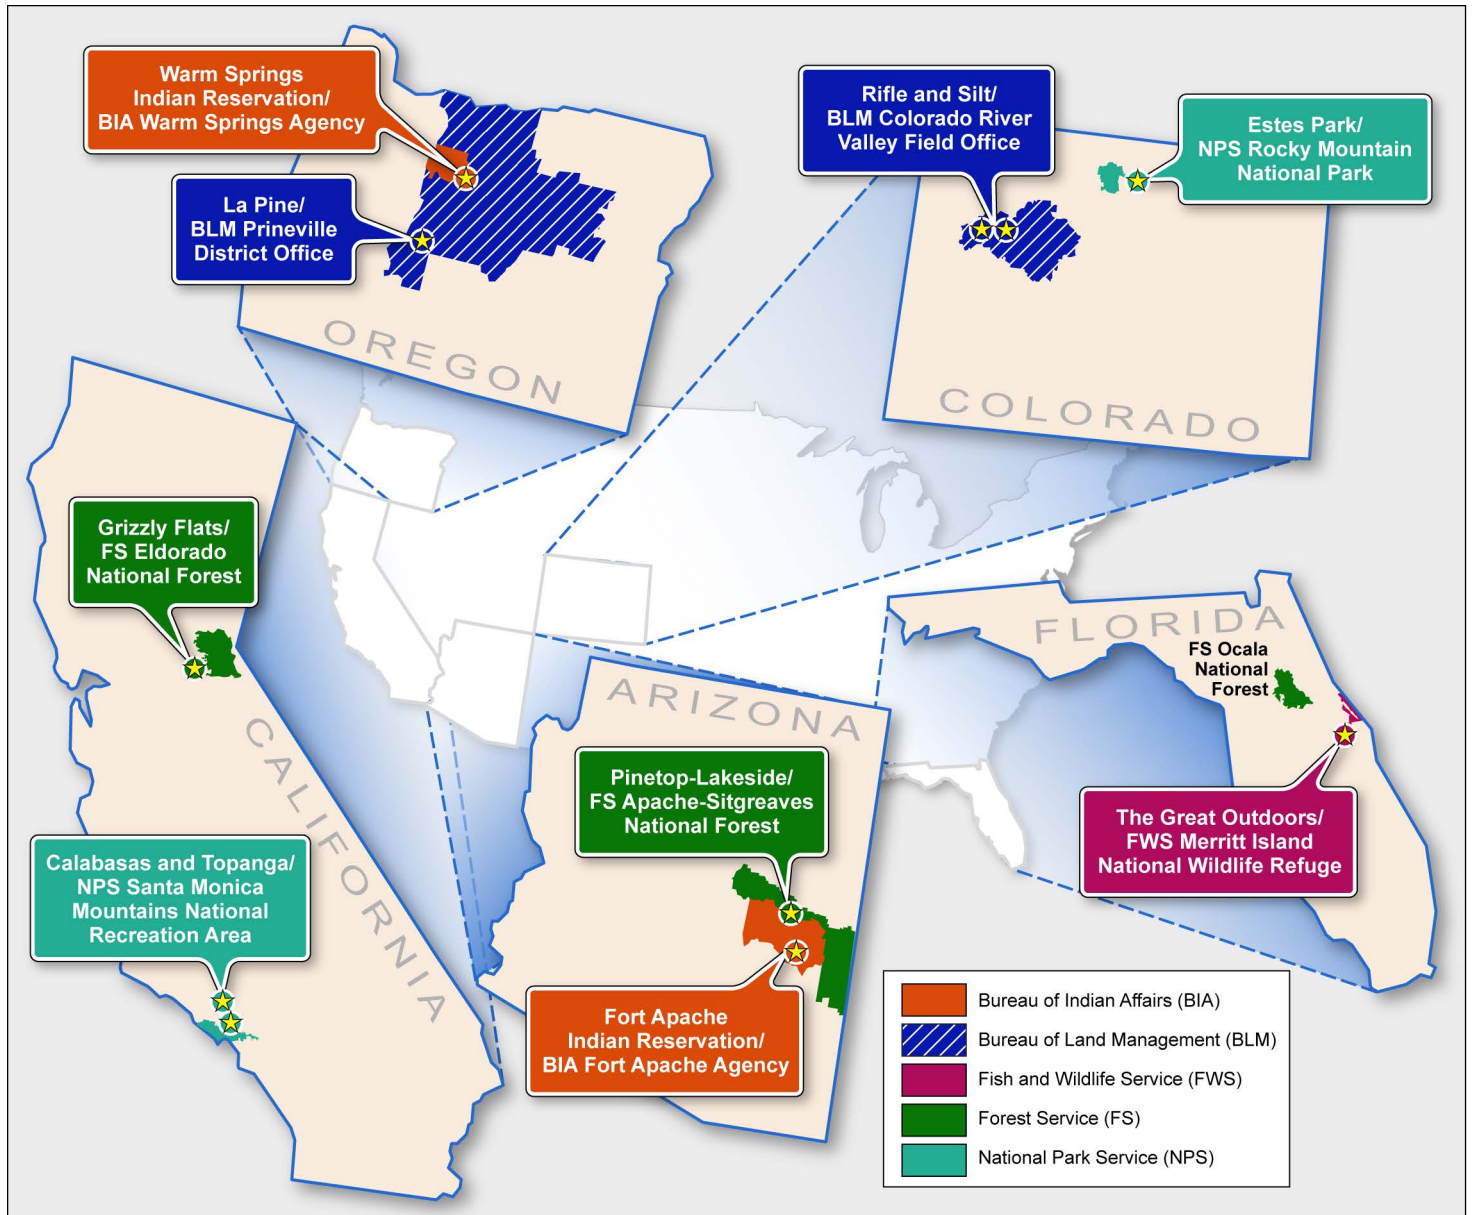 Warm Springs
Indian Reservation/
BIA Warm Springs Agency
La Pine/
BLM Prineville
District Office
OREGON
Rifle and Silt/
BLM Colorado River
Valley Field Office
Estes Park/
NPS Rocky Mountain
National Park
COLORADO
Grizzly Flats/
FS Eldorado
National Forest
CALIFORNIA
Calabasas and Topanga/
NPS Santa Monica
Mountains National
Recreation Area
ARIZONA
Pinetop-Lakeside/
FS Apache-Sitgreaves
National Forest
Fort Apache
Indian Reservation/
BIA Fort Apache Agency
FLORIDA
FS Ocala
National
Forest
The Great Outdoors/
FWS Merritt Island
National Wildlife Refuge
Bureau of Indian Affairs (BIA)
Bureau of Land Management (BLM)
Fish and Wildlife Service (FWS)
Forest Service (FS)
National Park Service (NPS)